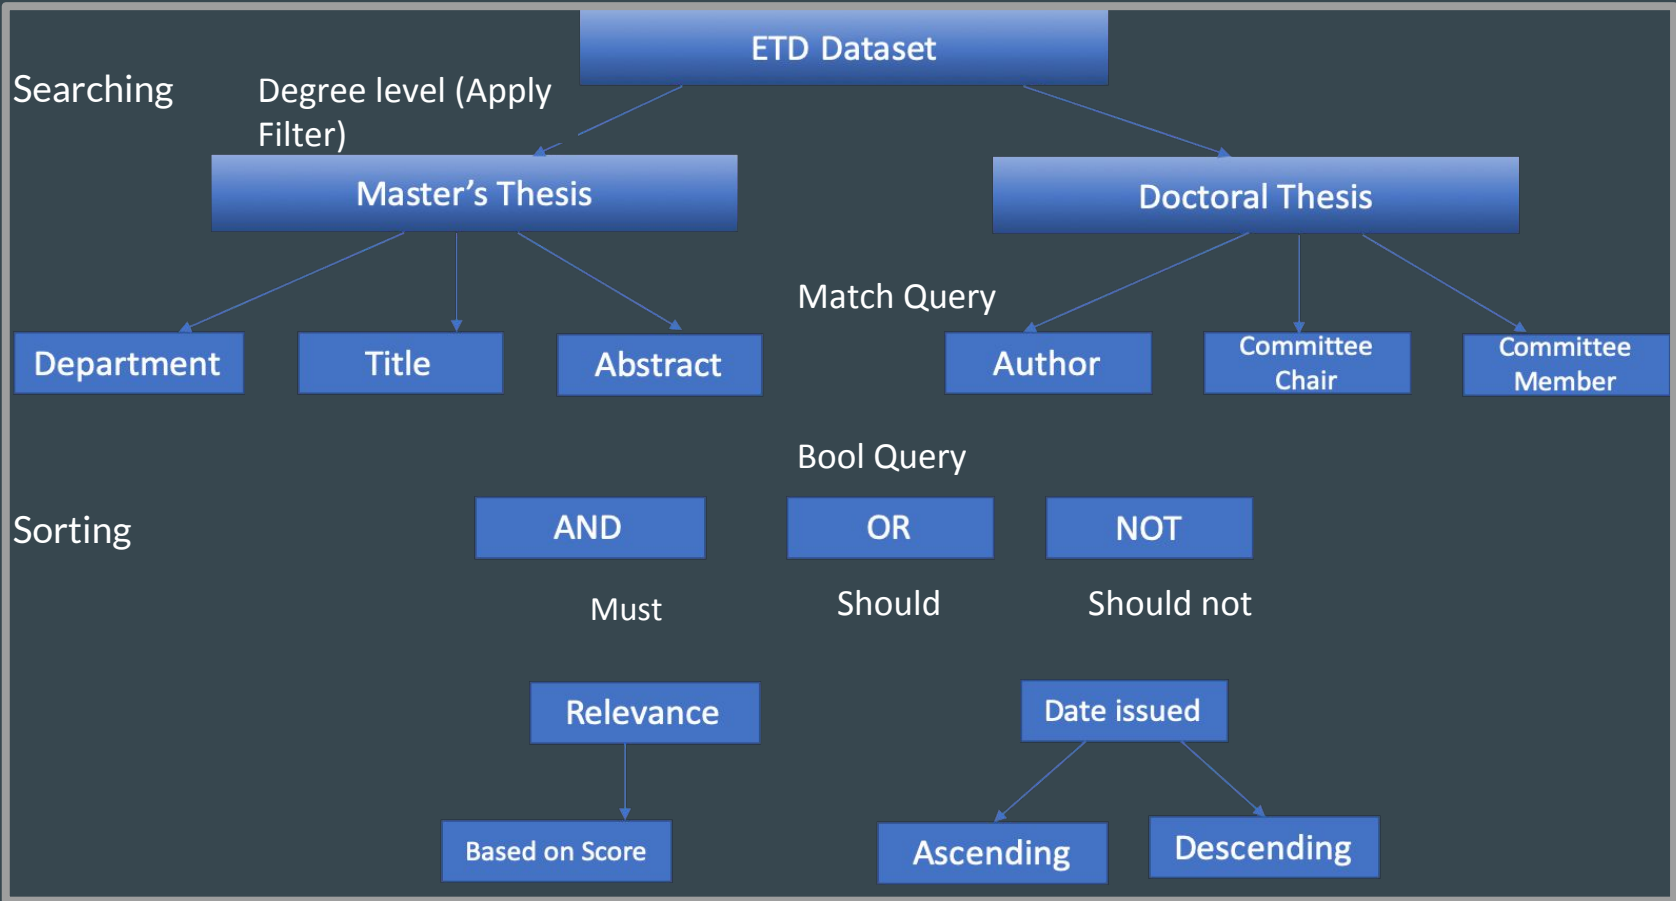 ETD Dataset
Searching
Degree level (Apply
Filter)
Master’s Thesis
Doctoral Thesis
Match Query
Department
Title
Abstract
Author
Committee
Chair
Committee
Member
Bool Query
Sorting
AND
OR
NOT
Must
Should
Should not
Relevance
Date issued
Based on Score
Ascending
Descending